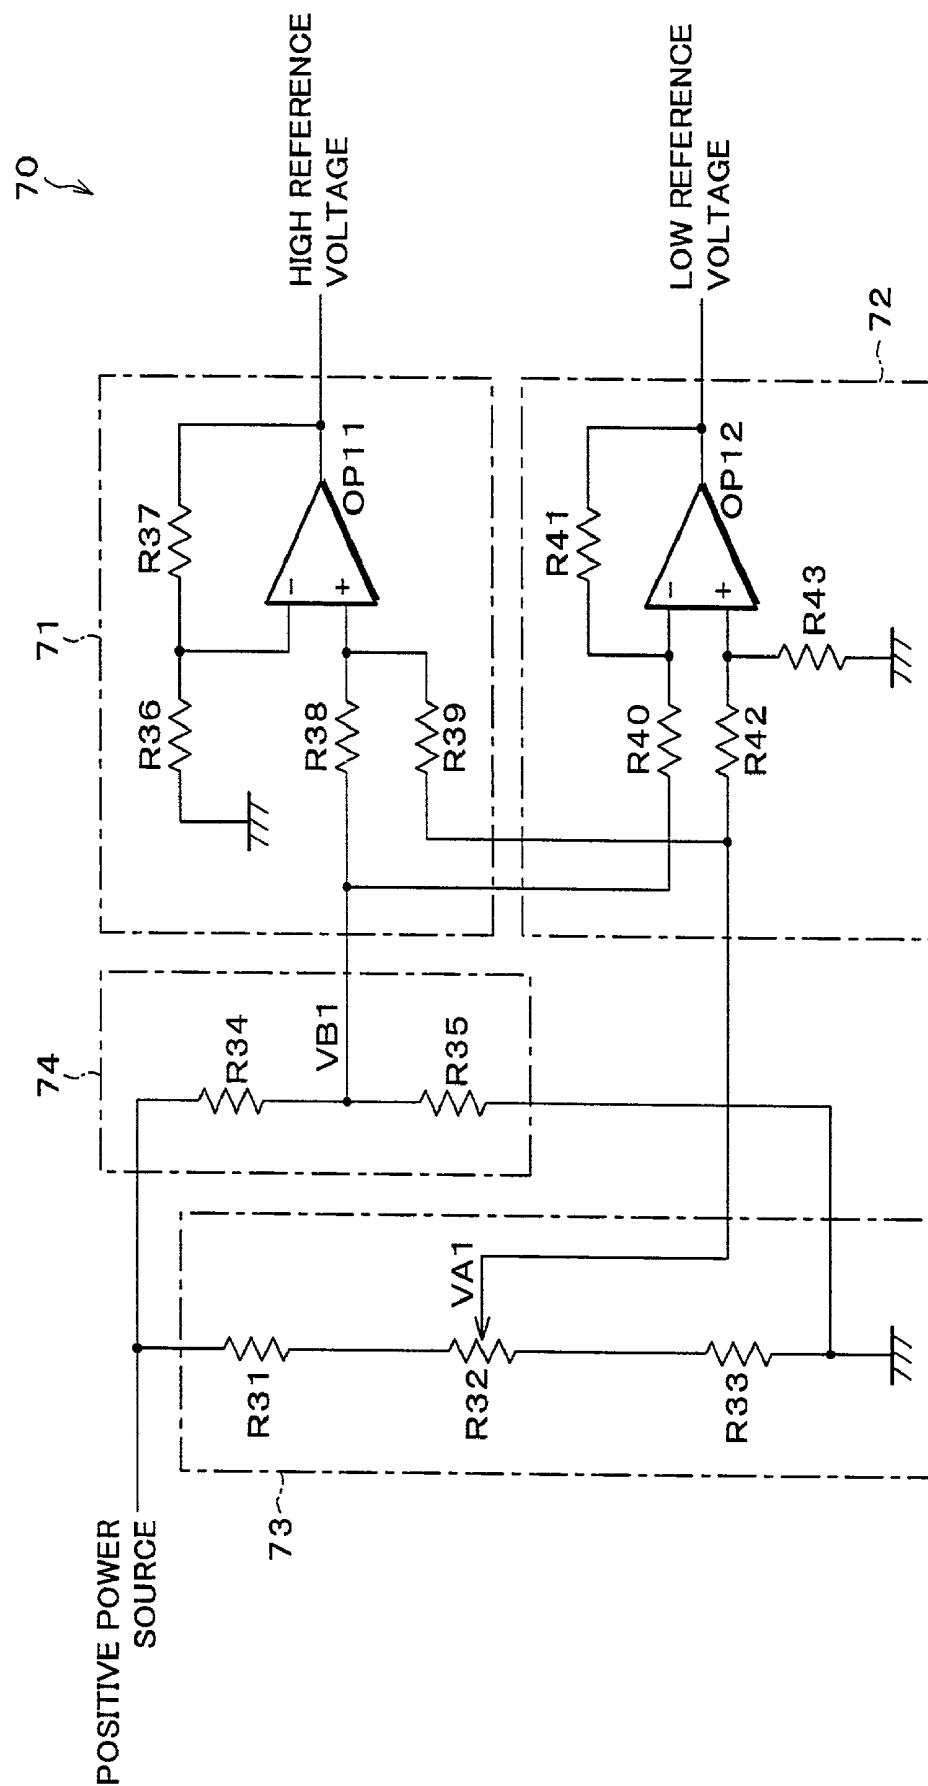 70
HIGH REFERENCE
VOLTAGE
LOW REFERENCE
VOLTAGE
71
R36
R37
OP11
-
+
R38
R39
72
R41
OP12
-
+
R40
R42
R43
74
R34
VB1
R35
73
R31
VA1
R32
R33
POSITIVE POWER
SOURCE